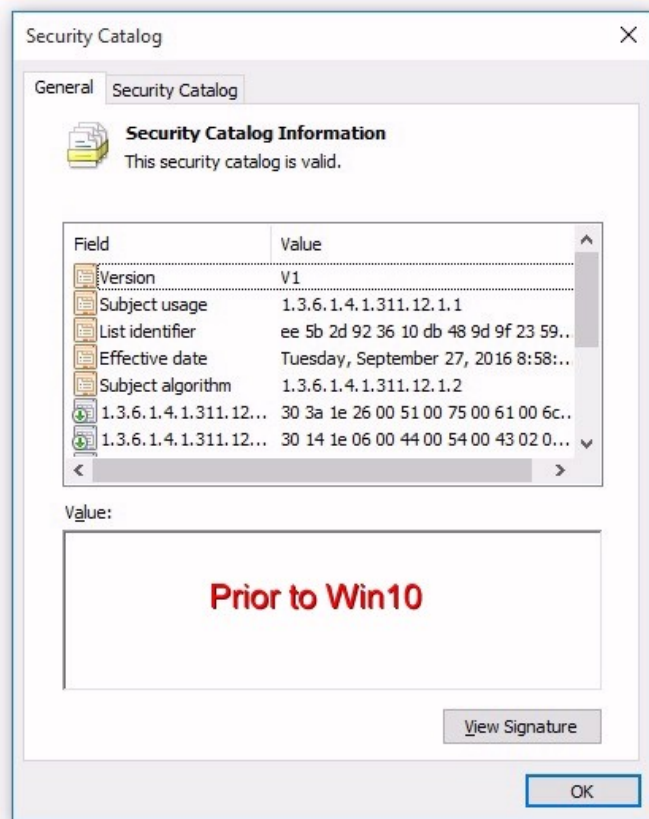 Security Catalog
General Security Catalog
Security Catalog Information
This security catalog is valid.
Field Value
Version V1
Subject usage 1.3.6.1.4.1.311.12.1.1
List identifier ee 5b 2d 92 36 10 db 48 9d 9f 23 59...
Effective date Tuesday, September 27, 2016 8:58:...
Subject algorithm 1.3.6.1.4.1.311.12.1.2
1.3.6.1.4.1.311.12... 30 3a 1e 26 00 51 00 75 00 61 00 6c...
1.3.6.1.4.1.311.12... 30 14 1e 06 00 44 00 54 00 43 02 0...
Value:
Prior to Win10
View Signature
OK